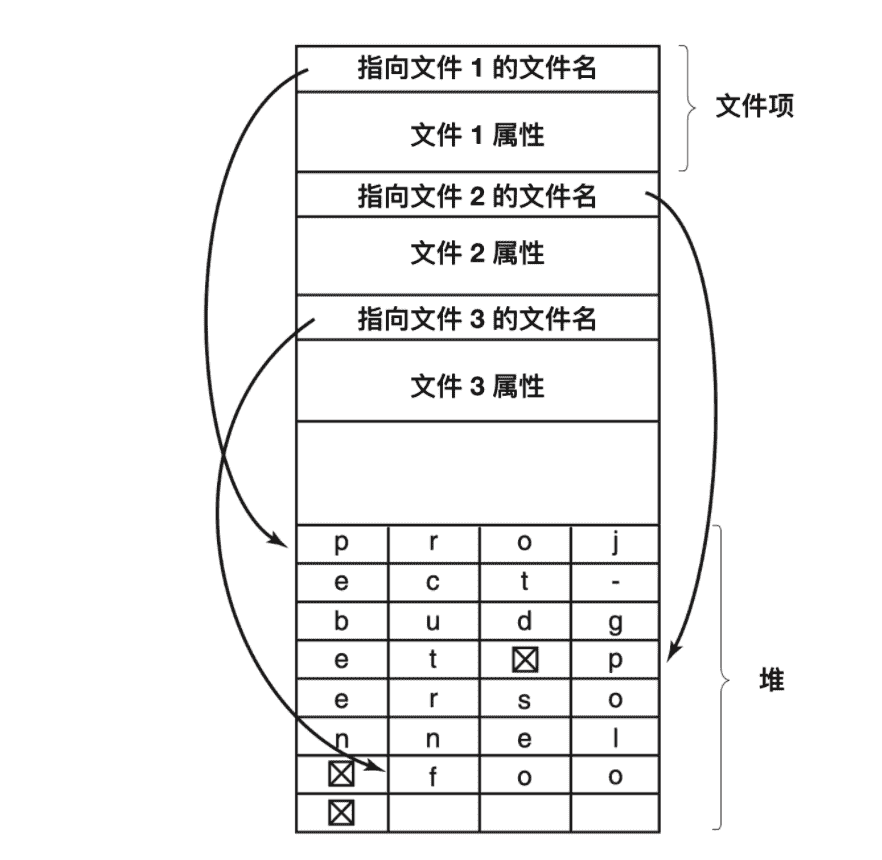 指向文件 1 的文件名
文件项
文件 1 属性
指向文件 2 的文件名
文件 2 属性
指向文件 3 的文件名
文件 3 属性
p r o j
e c t -
b u d g
e t ☒ p
e r s o
堆
n n e l
☒ f o o
☒